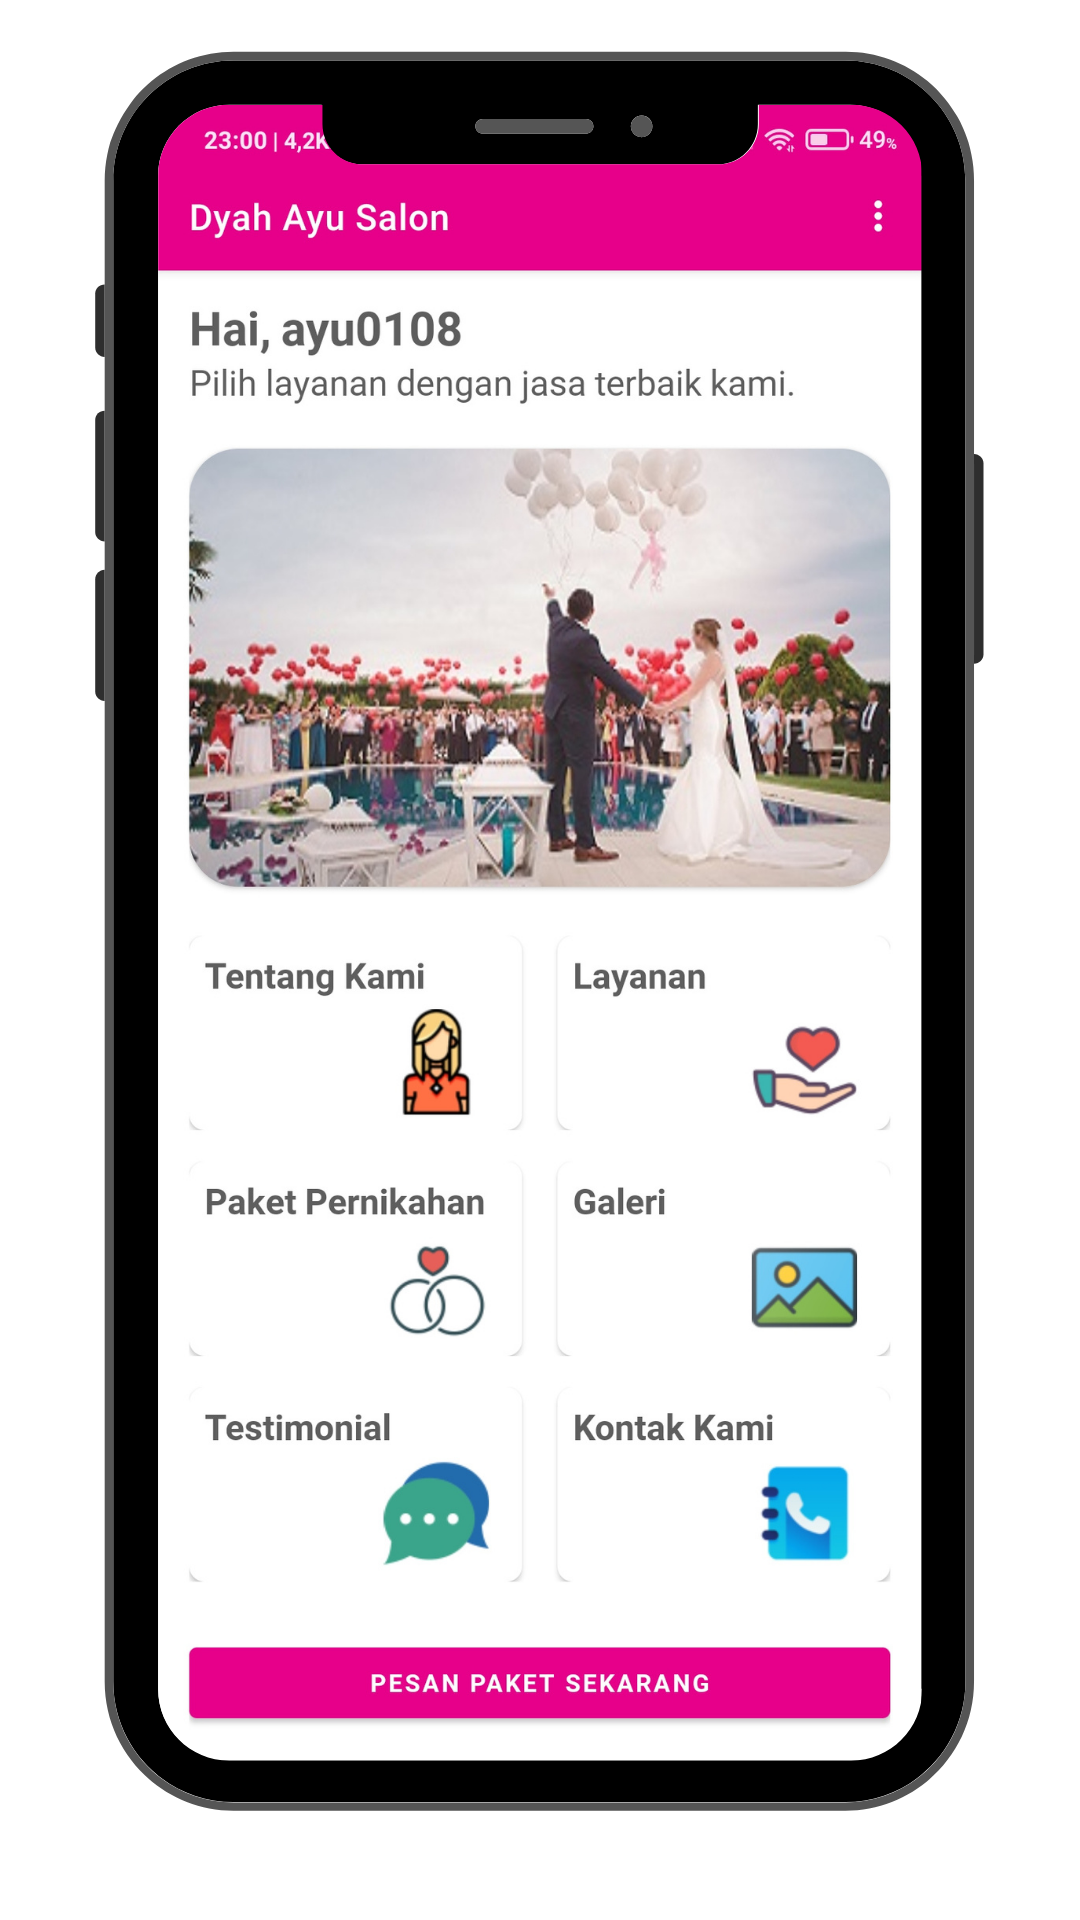 23:00 | 4,2K
49%
Dyah Ayu Salon
Hai, ayu0108
Pilih layanan dengan jasa terbaik kami.
Tentang Kami
Layanan
Paket Pernikahan
Galeri
Testimonial
Kontak Kami
PESAN PAKET SEKARANG